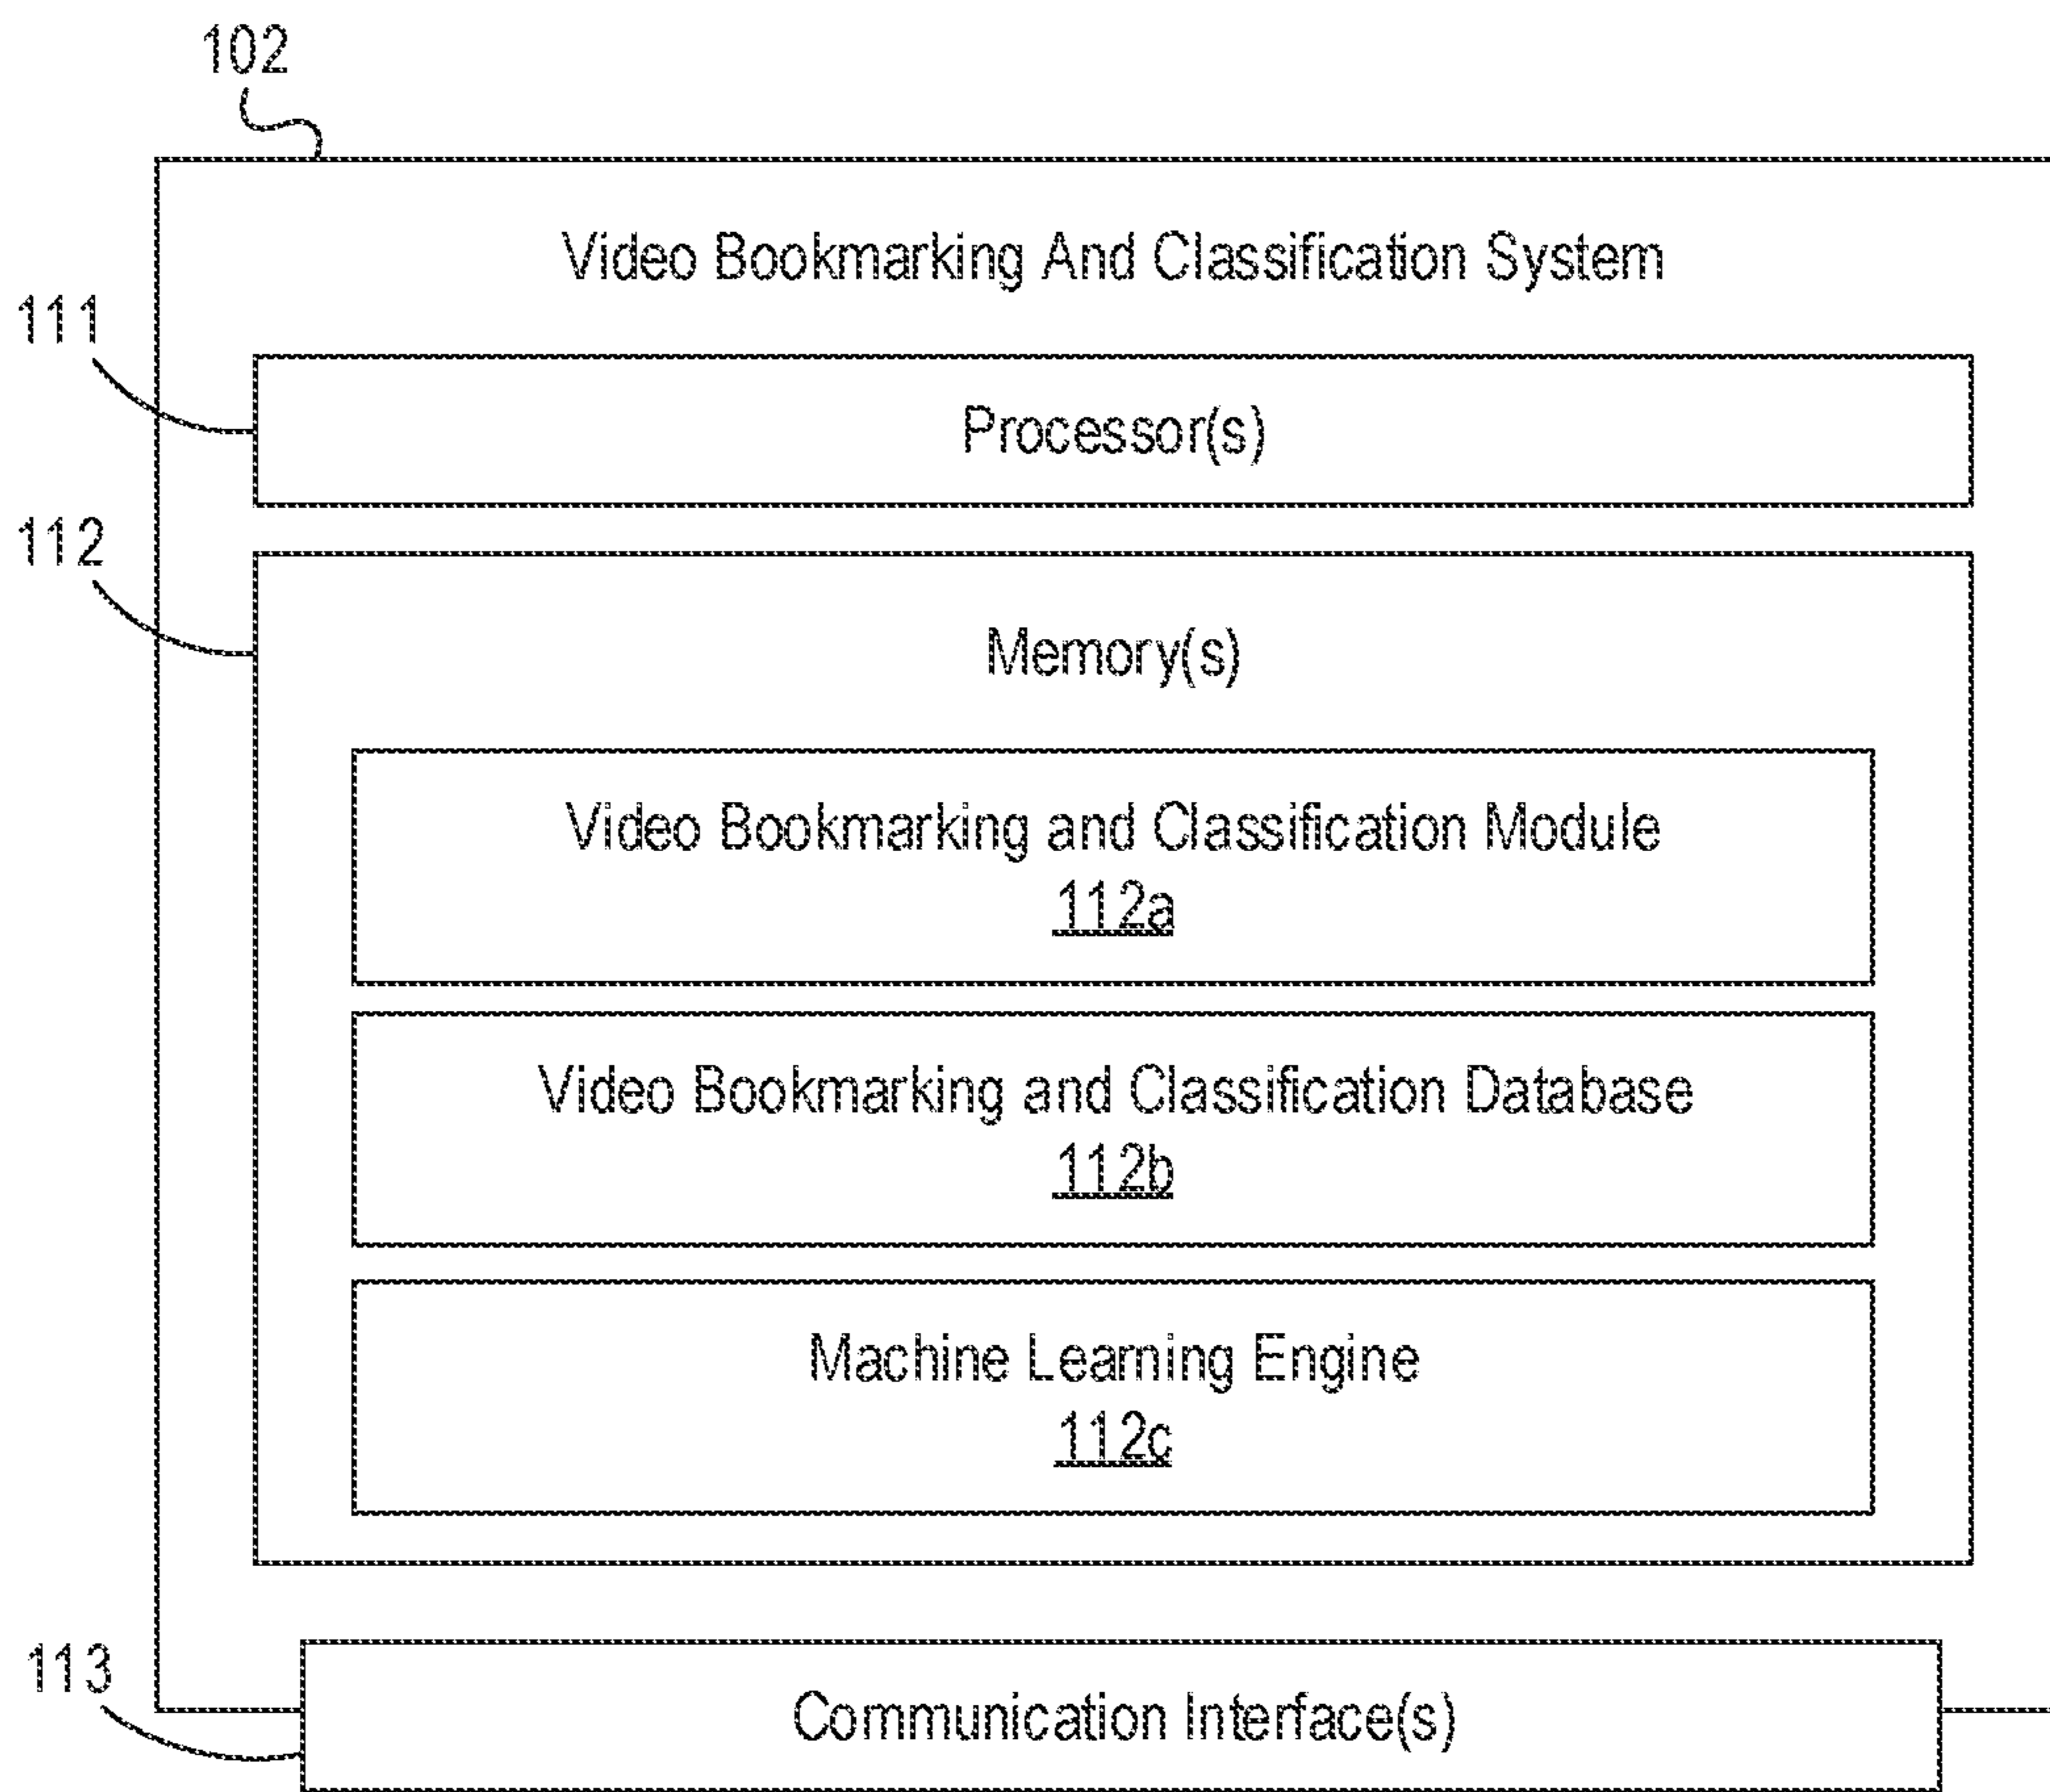 102
Video Bookmarking And Classification System
111
Processor(s)
112
Memory(s)
Video Bookmarking and Classification Module
112a
Video Bookmarking and Classification Database
112b
Machine Learning Engine
112c
113
Communication Interface(s)